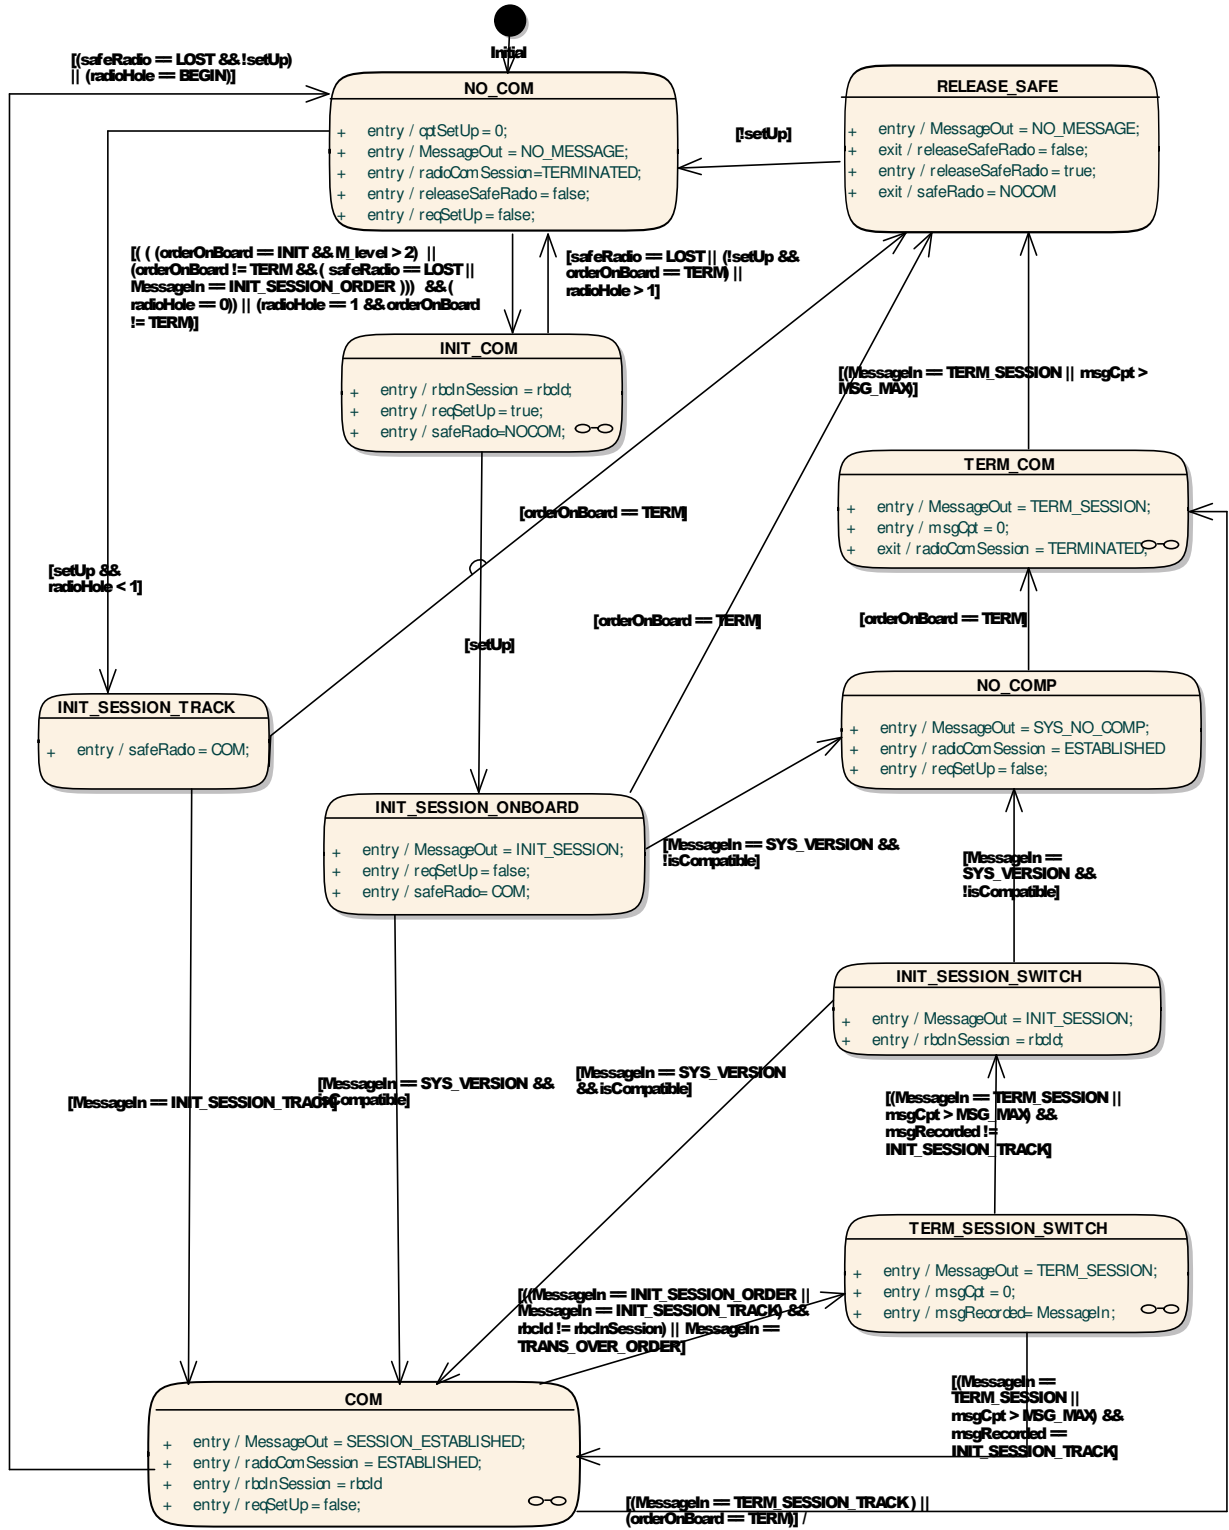 Initial
[(safeRadio == LOST && !setUp)
|| (radioHole == BEGIN)]
NO_COM
+ entry / cptSetUp = 0;
+ entry / MessageOut = NO_MESSAGE;
+ entry / radioComSession=TERMINATED;
+ entry / releaseSafeRadio = false;
+ entry / reqSetUp = false;
[!setUp]
RELEASE_SAFE
+ entry / MessageOut = NO_MESSAGE;
+ exit / releaseSafeRadio = false;
+ entry / releaseSafeRadio = true;
+ exit / safeRadio = NOCOM
[( ( (orderOnBoard == INIT && M_level > 2) ||
(orderOnBoard != TERM && ( safeRadio == LOST ||
MessageIn == INIT_SESSION_ORDER ))) && (
radioHole == 0)) || (radioHole == 1 && orderOnBoard
!= TERM)]
[safeRadio == LOST || (!setUp &&
orderOnBoard == TERM) ||
radioHole > 1]
INIT_COM
+ entry / rbcInSession = rbcId;
+ entry / reqSetUp = true;
+ entry / safeRadio=NOCOM;
[(MessageIn == TERM_SESSION || msgCpt >
MSG_MAX)]
TERM_COM
+ entry / MessageOut = TERM_SESSION;
+ entry / msgCpt = 0;
+ exit / radioComSession = TERMINATED;
[orderOnBoard == TERM]
[setUp &&
radioHole < 1]
[orderOnBoard == TERM]
[orderOnBoard == TERM]
[setUp]
INIT_SESSION_TRACK
+ entry / safeRadio = COM;
NO_COMP
+ entry / MessageOut = SYS_NO_COMP;
+ entry / radioComSession = ESTABLISHED
+ entry / reqSetUp = false;
INIT_SESSION_ONBOARD
+ entry / MessageOut = INIT_SESSION;
+ entry / reqSetUp = false;
+ entry / safeRadio= COM;
[MessageIn == SYS_VERSION &&
!isCompatible]
[MessageIn ==
SYS_VERSION &&
!isCompatible]
INIT_SESSION_SWITCH
+ entry / MessageOut = INIT_SESSION;
+ entry / rbcInSession = rbcId;
[MessageIn == INIT_SESSION_TRACK]
[MessageIn == SYS_VERSION &&
isCompatible]
[MessageIn == SYS_VERSION
&& isCompatible]
[(MessageIn == TERM_SESSION ||
msgCpt > MSG_MAX) &&
msgRecorded !=
INIT_SESSION_TRACK]
TERM_SESSION_SWITCH
+ entry / MessageOut = TERM_SESSION;
+ entry / msgCpt = 0;
+ entry / msgRecorded= MessageIn;
[((MessageIn == INIT_SESSION_ORDER ||
MessageIn == INIT_SESSION_TRACK) &&
rbcId != rbcInSession) || MessageIn ==
TRANS_OVER_ORDER]
[(MessageIn ==
TERM_SESSION ||
msgCpt > MSG_MAX) &&
msgRecorded ==
INIT_SESSION_TRACK]
COM
+ entry / MessageOut = SESSION_ESTABLISHED;
+ entry / radioComSession = ESTABLISHED;
+ entry / rbcInSession = rbcId
+ entry / reqSetUp = false;
[(MessageIn == TERM_SESSION_TRACK ) ||
(orderOnBoard == TERM)] /